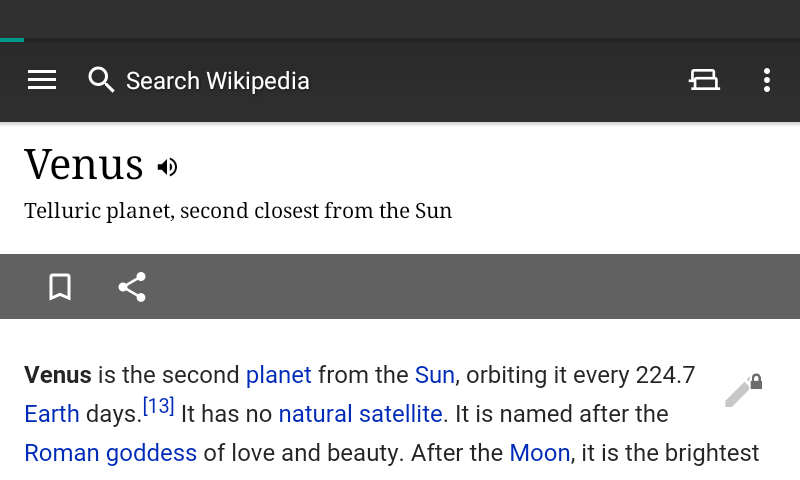 Search Wikipedia
Venus
Telluric planet, second closest from the Sun
Venus is the second planet from the Sun, orbiting it every 224.7
Earth days.[13] It has no natural satellite. It is named after the
Roman goddess of love and beauty. After the Moon, it is the brightest